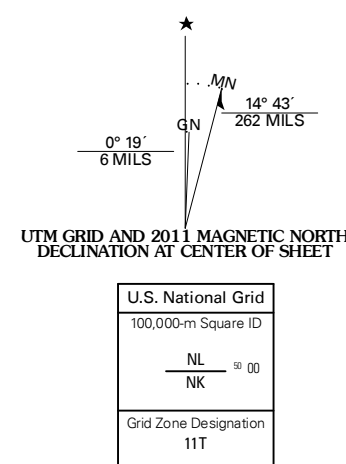 ★
MN
GN
14° 43´
262 MILS
0° 19´
6 MILS
UTM GRID AND 2011 MAGNETIC NORTH
DECLINATION AT CENTER OF SHEET
U.S. National Grid
100,000-m Square ID
NL
50 00
NK
Grid Zone Designation
11T